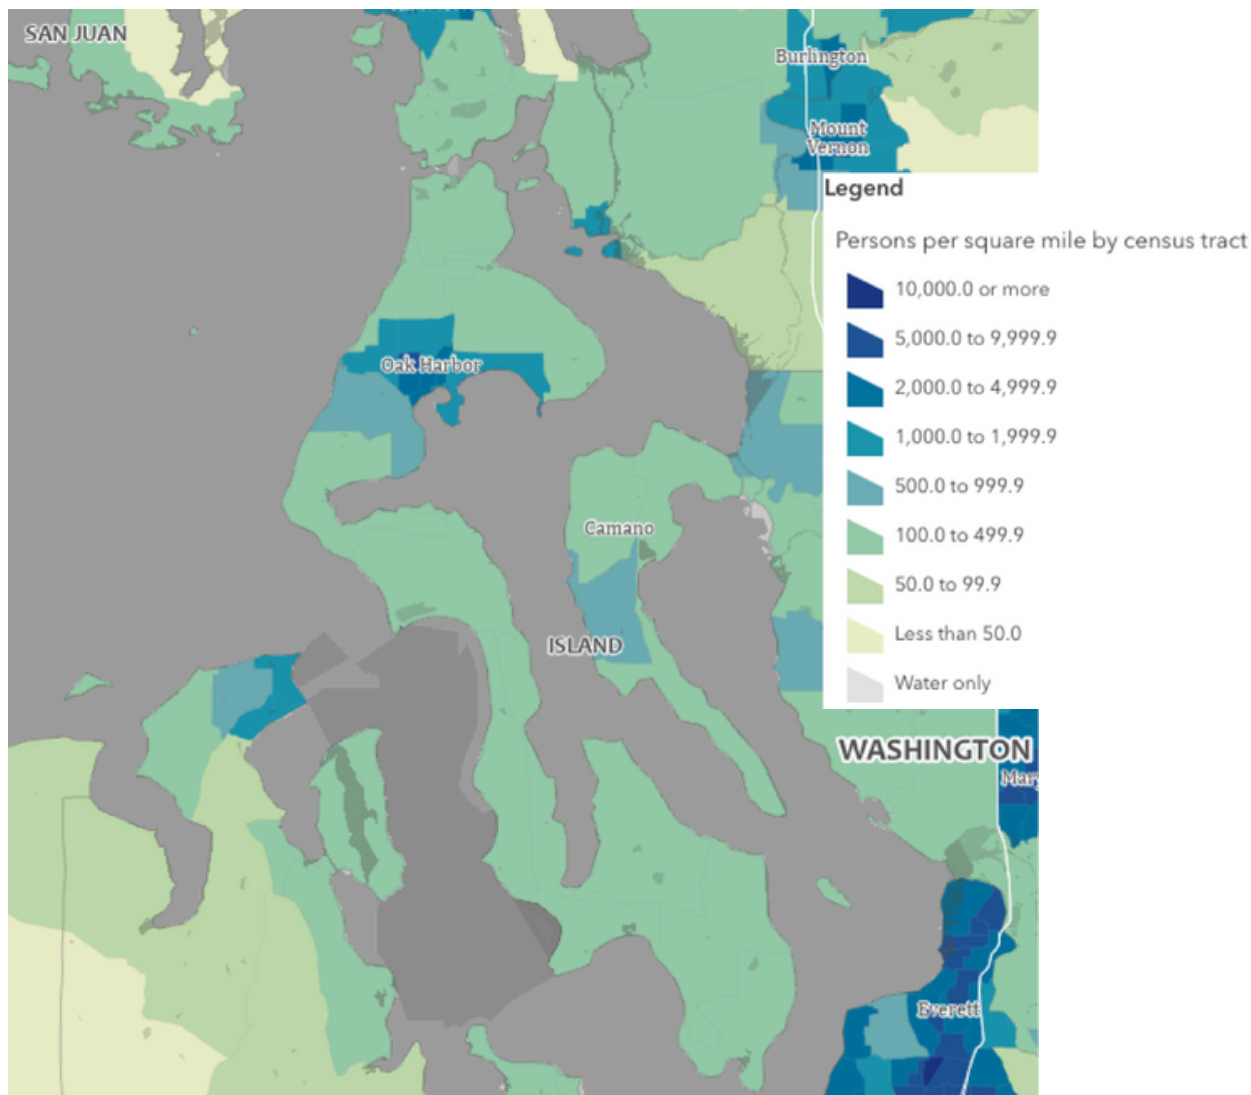 SAN JUAN
Burlington
Mount
Vernon
Legend
Persons per square mile by census tract
10,000.0 or more
5,000.0 to 9,999.9
2,000.0 to 4,999.9
1,000.0 to 1,999.9
500.0 to 999.9
100.0 to 499.9
50.0 to 99.9
Less than 50.0
Water only
Oak Harbor
Camano
ISLAND
WASHINGTON
Mary
Everett